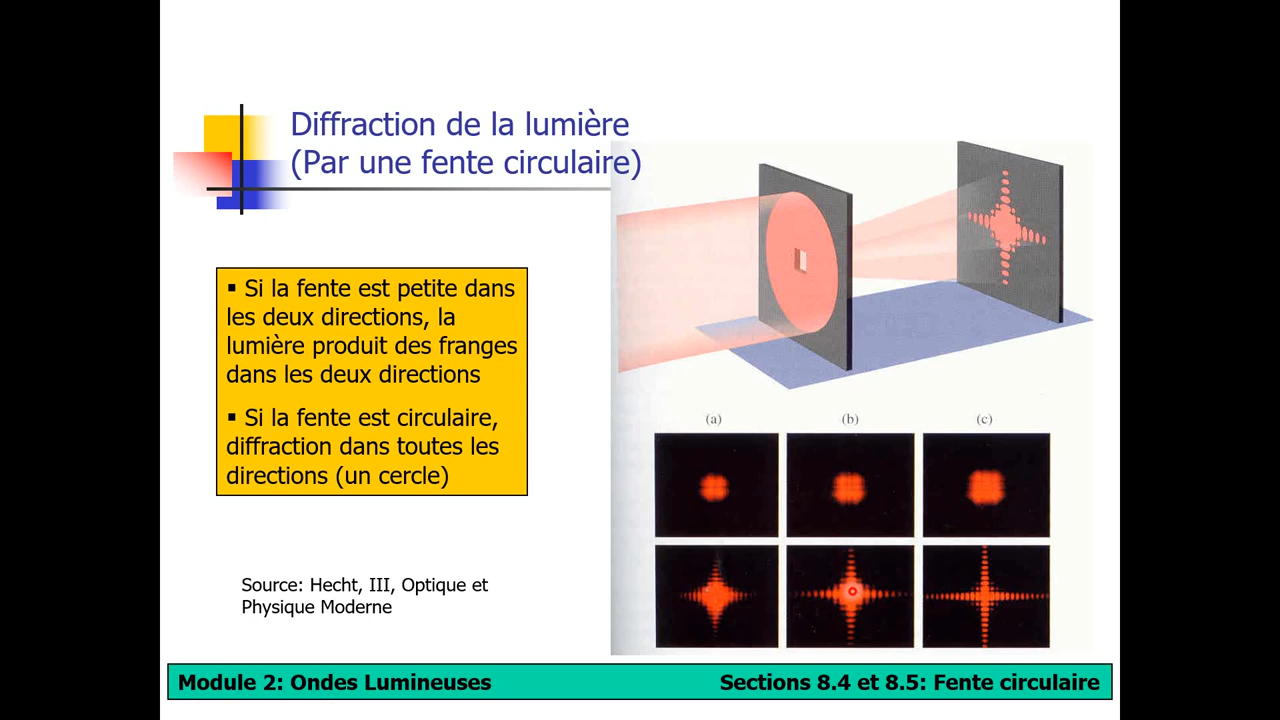 Diffraction de la lumière
(Par une fente circulaire)
▪ Si la fente est petite dans
les deux directions, la
lumière produit des franges
dans les deux directions
▪ Si la fente est circulaire,
diffraction dans toutes les
directions (un cercle)
(a) (b) (c)
Source: Hecht, III, Optique et
Physique Moderne
Module 2: Ondes Lumineuses
Sections 8.4 et 8.5: Fente circulaire